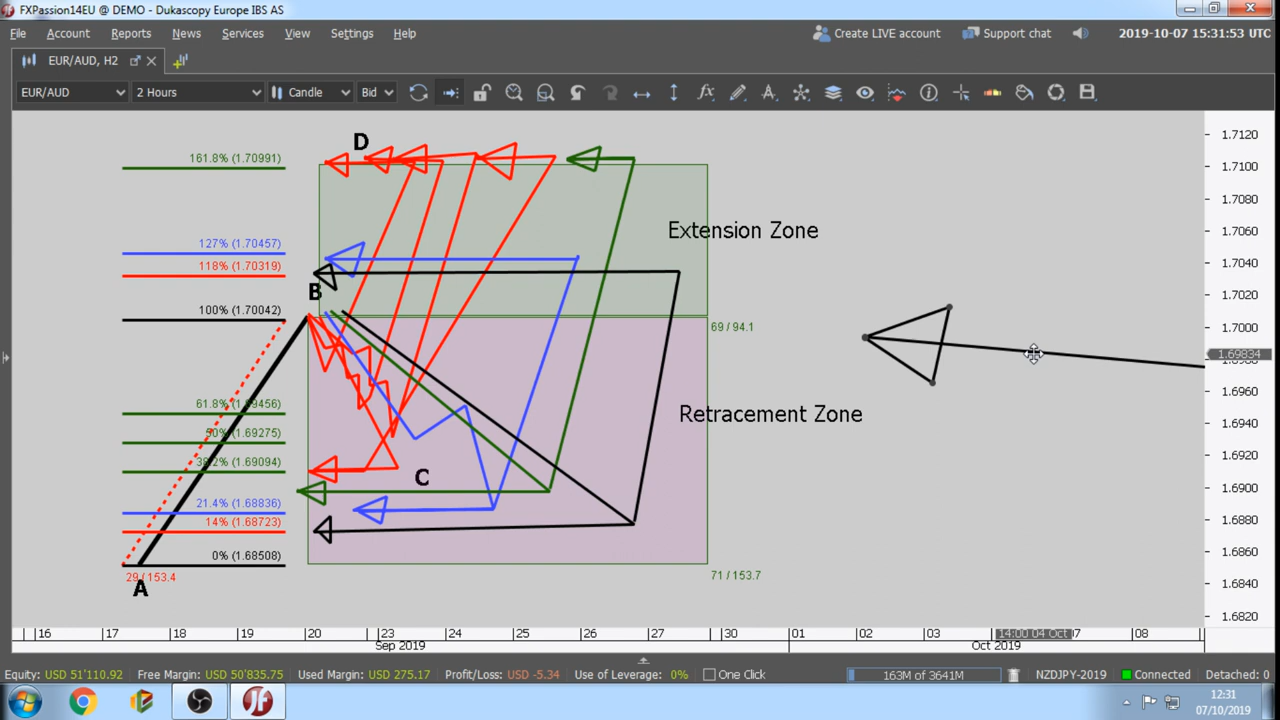 FXPassion14EU @ DEMO - Dukascopy Europe IBS AS
File Account Reports News Services View Settings Help Create LIVE account Support chat 2019-10-07 15:31:53 UTC
EUR/AUD, H2
EUR/AUD 2 Hours Candle Bid
D
161.8% (1.70991)
127% (1.70457)
118% (1.70319)
B
100% (1.70042)
61.8% (1.69456)
50% (1.69275)
38.2% (1.69094)
21.4% (1.68836)
14% (1.68723)
0% (1.68508)
29 / 153.4
A
C
Extension Zone
69 / 94.1
Retracement Zone
71 / 153.7
1.7120
1.7100
1.7080
1.7060
1.7040
1.7020
1.7000
1.69834
1.6960
1.6940
1.6920
1.6900
1.6880
1.6860
1.6840
1.6820
16 17 18 19 20 23 24 25 26 27 30 01 02 03 14:00 04 Oct 7 08
Sep 2019 Oct 2019
Equity: USD 51'110.92 Free Margin: USD 50'835.75 Used Margin: USD 275.17 Profit/Loss: USD -5.34 Use of Leverage: 0% One Click 163M of 3641M NZDJPY-2019 Connected Detached: 0
12:31
07/10/2019